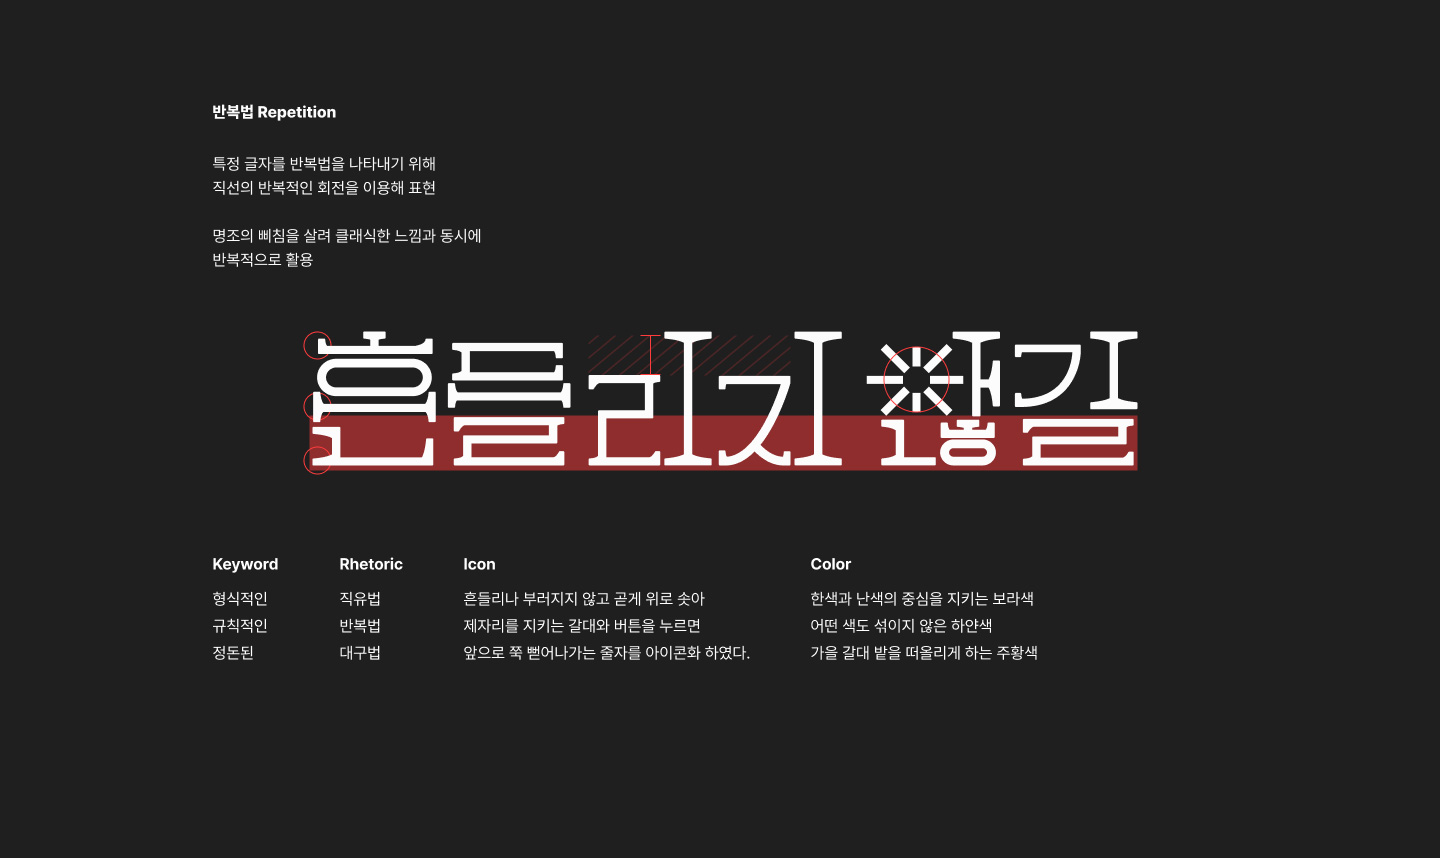 반복법 Repetition
특정 글자를 반복법을 나타내기 위해
직선의 반복적인 회전을 이용해 표현
명조의 삐침을 살려 클래식한 느낌과 동시에
반복적으로 활용
흔들리지 않길
Keyword
형식적인
규칙적인
정돈된
Rhetoric
직유법
반복법
대구법
Icon
흔들리나 부러지지 않고 곧게 위로 솟아
제자리를 지키는 갈대와 버튼을 누르면
앞으로 쭉 뻗어나가는 줄자를 아이콘화 하였다.
Color
한색과 난색의 중심을 지키는 보라색
어떤 색도 섞이지 않은 하얀색
가을 갈대 밭을 떠올리게 하는 주황색